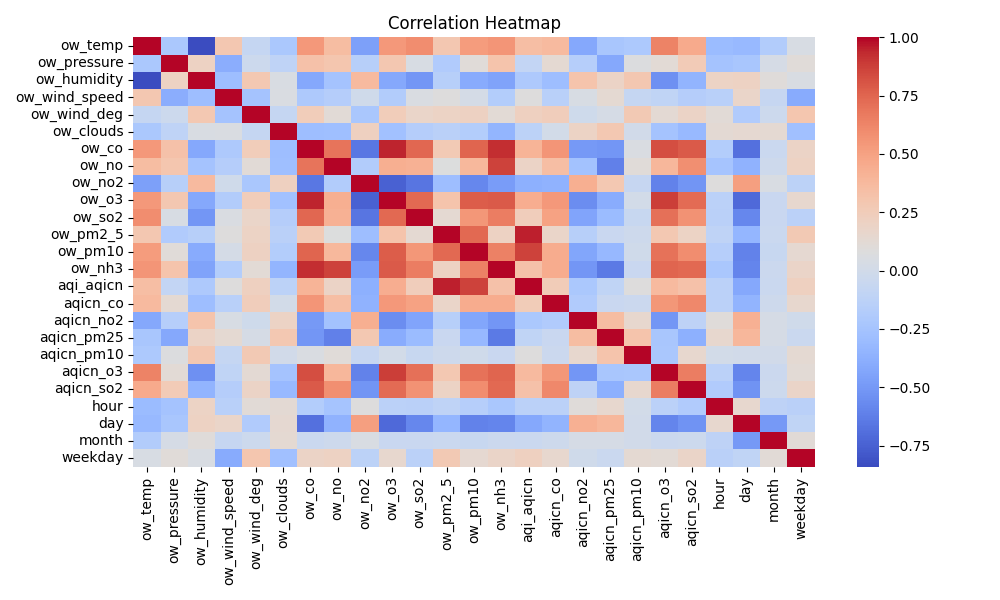 Correlation Heatmap
ow_temp
ow_pressure
ow_humidity
ow_wind_speed
ow_wind_deg
ow_clouds
ow_co
ow_no
ow_no2
ow_o3
ow_so2
ow_pm2_5
ow_pm10
ow_nh3
aqi_aqicn
aqicn_co
aqicn_no2
aqicn_pm25
aqicn_pm10
aqicn_o3
aqicn_so2
hour
day
month
weekday
ow_temp
ow_pressure
ow_humidity
ow_wind_speed
ow_wind_deg
ow_clouds
ow_co
ow_no
ow_no2
ow_o3
ow_so2
ow_pm2_5
ow_pm10
ow_nh3
aqi_aqicn
aqicn_co
aqicn_no2
aqicn_pm25
aqicn_pm10
aqicn_o3
aqicn_so2
hour
day
month
weekday
1.00
0.75
0.50
0.25
0.00
−0.25
−0.50
−0.75